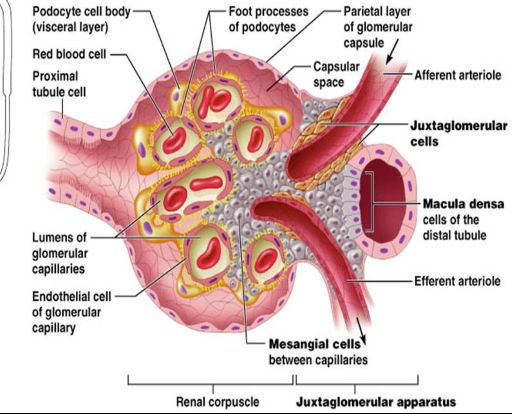 Podocyte cell body
(visceral layer)
Foot processes
of podocytes
Parietal layer
of glomerular
capsule
Red blood cell
Capsular
space
Proximal
tubule cell
Afferent arteriole
Juxtaglomerular
cells
Macula densa
cells of the
distal tubule
Lumens of
glomerular
capillaries
Efferent arteriole
Endothelial cell
of glomerular
capillary
Mesangial cells
between capillaries
Renal corpuscle
Juxtaglomerular apparatus